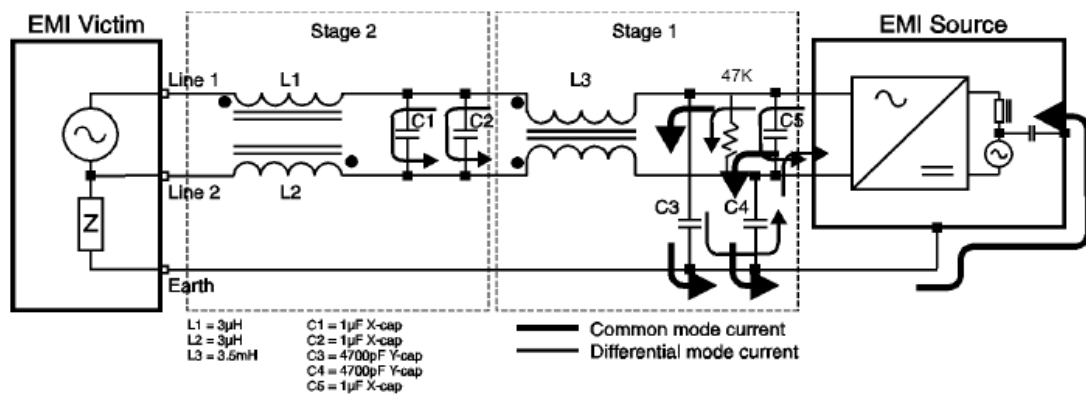 EMI Victim
Stage 2
Stage 1
EMI Source
Line 1
L1
L3
47K
C1
C2
C5
Line 2
L2
Z
C3
C4
Earth
L1 = 3µH
L2 = 3µH
L3 = 3.5mH
C1 = 1µF X-cap
C2 = 1µF X-cap
C3 = 4700pF Y-cap
C4 = 4700pF Y-cap
C5 = 1µF X-cap
Common mode current
Differential mode current